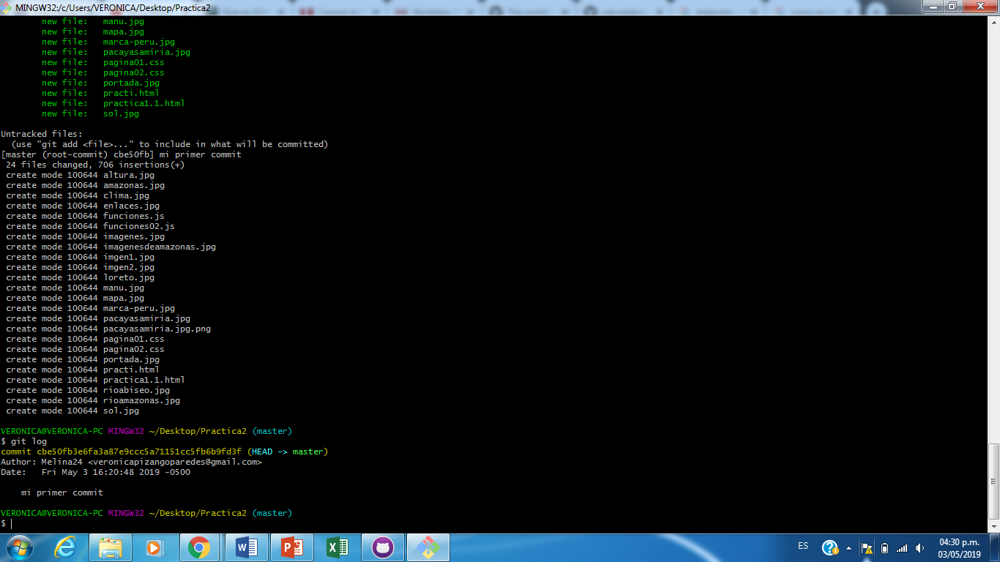 MINGW32:/c/Users/VERONICA/Desktop/Practica2
new file:   manu.jpg
new file:   mapa.jpg
new file:   marca-peru.jpg
new file:   pacayasamiria.jpg
new file:   pagina01.css
new file:   pagina02.css
new file:   portada.jpg
new file:   practi.html
new file:   practica1.1.html
new file:   sol.jpg
Untracked files:
(use "git add <file>..." to include in what will be committed)
[master (root-commit) cbe50fb] mi primer commit
24 files changed, 706 insertions(+)
create mode 100644 altura.jpg
create mode 100644 amazonas.jpg
create mode 100644 clima.jpg
create mode 100644 enlaces.jpg
create mode 100644 funciones.js
create mode 100644 funciones02.js
create mode 100644 imagenes.jpg
create mode 100644 imagenesdeamazonas.jpg
create mode 100644 imgen1.jpg
create mode 100644 imgen2.jpg
create mode 100644 loreto.jpg
create mode 100644 manu.jpg
create mode 100644 mapa.jpg
create mode 100644 marca-peru.jpg
create mode 100644 pacayasamiria.jpg
create mode 100644 pacayasamiria.jpg.png
create mode 100644 pagina01.css
create mode 100644 pagina02.css
create mode 100644 portada.jpg
create mode 100644 practi.html
create mode 100644 practica1.1.html
create mode 100644 rioabiseo.jpg
create mode 100644 rioamazonas.jpg
create mode 100644 sol.jpg
VERONICA@VERONICA-PC MINGW32 ~/Desktop/Practica2 (master)
$ git log
commit cbe50fb3e6fa3a87e9ccc5a71151cc5fb6b9fd3f (HEAD -> master)
Author: Melina24 <veronicapizangoparedes@gmail.com>
Date:   Fri May 3 16:20:48 2019 -0500
mi primer commit
VERONICA@VERONICA-PC MINGW32 ~/Desktop/Practica2 (master)
$
ES
04:30 p.m.
03/05/2019